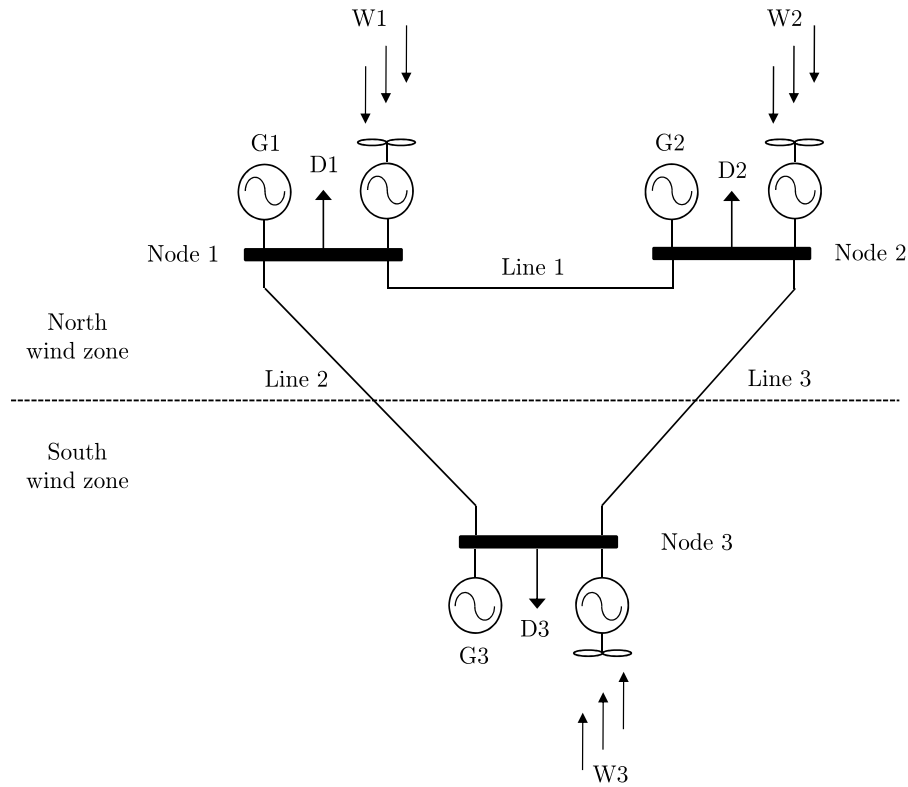 W1
W2
G1
D1
G2
D2
Node 1
Node 2
Line 1
North
wind zone
Line 2
Line 3
South
wind zone
Node 3
D3
G3
W3